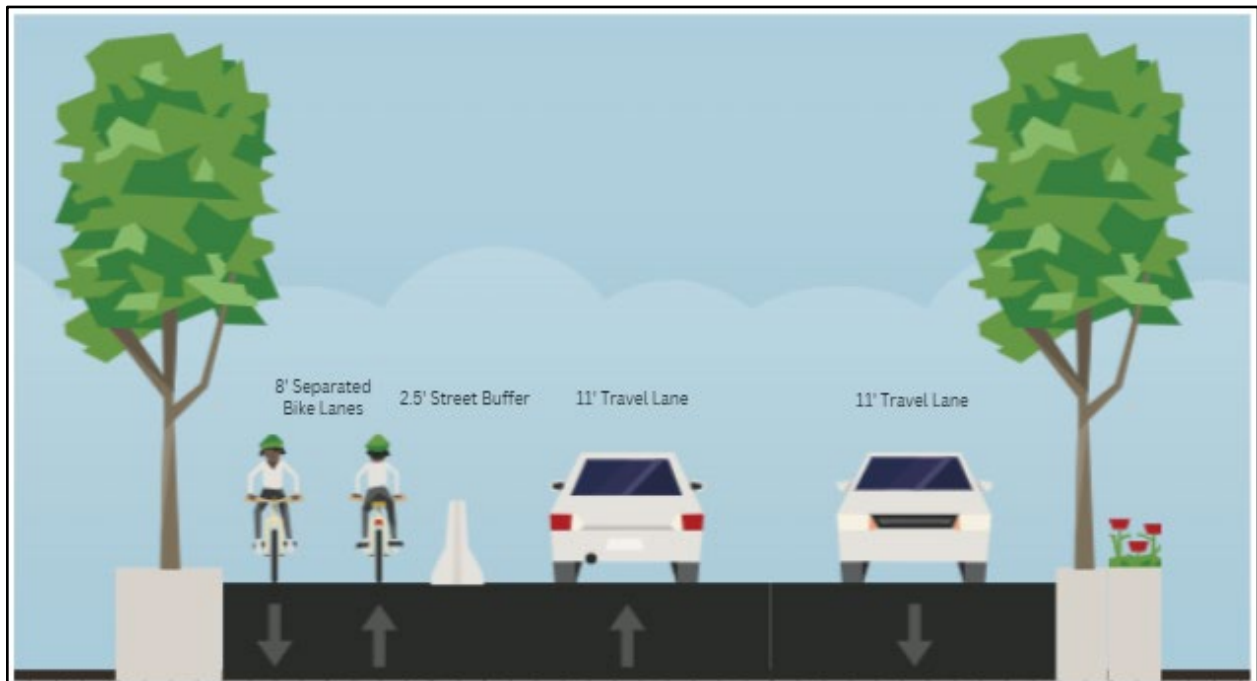 8' Separated
Bike Lanes
2.5' Street Buffer
11' Travel Lane
11' Travel Lane